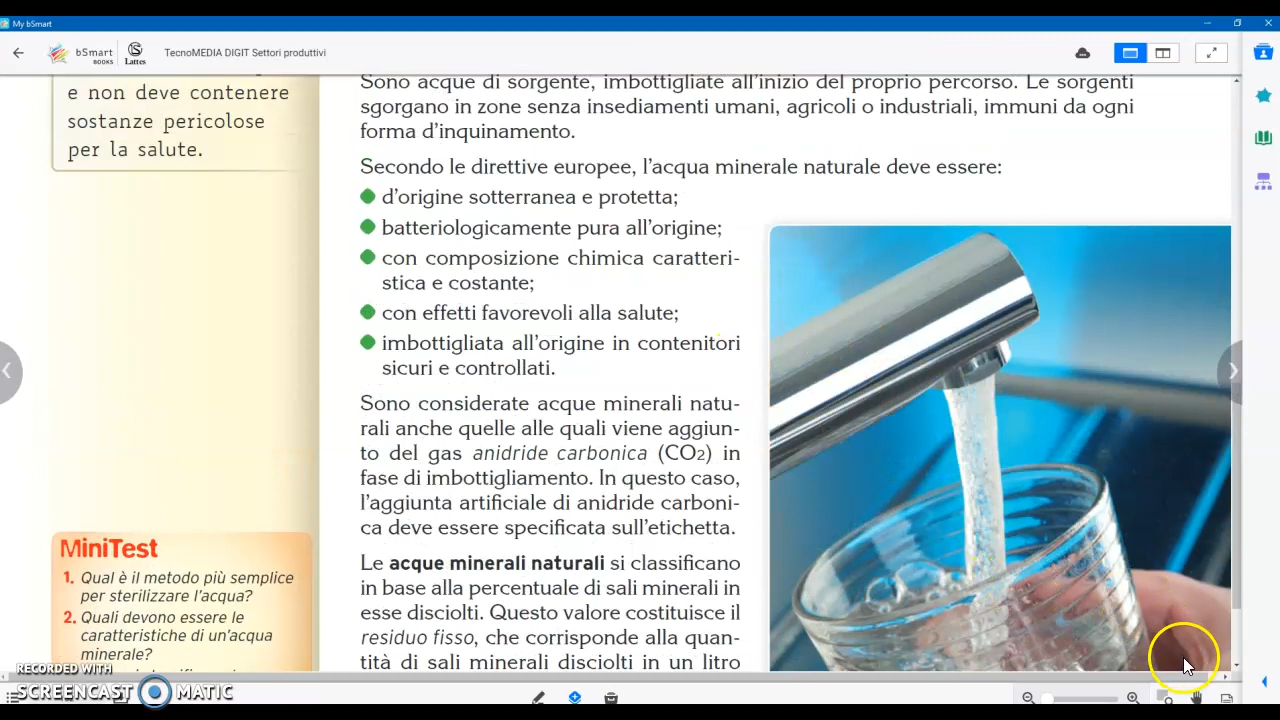 My bSmart
bSmart BOOKS
Lattes
TecnoMEDIA DIGIT Settori produttivi
e non deve contenere
sostanze pericolose
per la salute.
Sono acque di sorgente, imbottigliate all'inizio del proprio percorso. Le sorgenti
sgorgano in zone senza insediamenti umani, agricoli o industriali, immuni da ogni
forma d'inquinamento.
Secondo le direttive europee, l'acqua minerale naturale deve essere:
d'origine sotterranea e protetta;
batteriologicamente pura all'origine;
con composizione chimica caratteri-
stica e costante;
con effetti favorevoli alla salute;
imbottigliata all'origine in contenitori
sicuri e controllati.
Sono considerate acque minerali natu-
rali anche quelle alle quali viene aggiun-
to del gas anidride carbonica (CO2) in
fase di imbottigliamento. In questo caso,
l'aggiunta artificiale di anidride carboni-
ca deve essere specificata sull'etichetta.
Le acque minerali naturali si classificano
in base alla percentuale di sali minerali in
esse disciolti. Questo valore costituisce il
residuo fisso, che corrisponde alla quan-
tità di sali minerali disciolti in un litro
MiniTest
1. Qual è il metodo più semplice
per sterilizzare l'acqua?
2. Quali devono essere le
caratteristiche di un'acqua
minerale?
RECORDED WITH
SCREENCAST MATIC